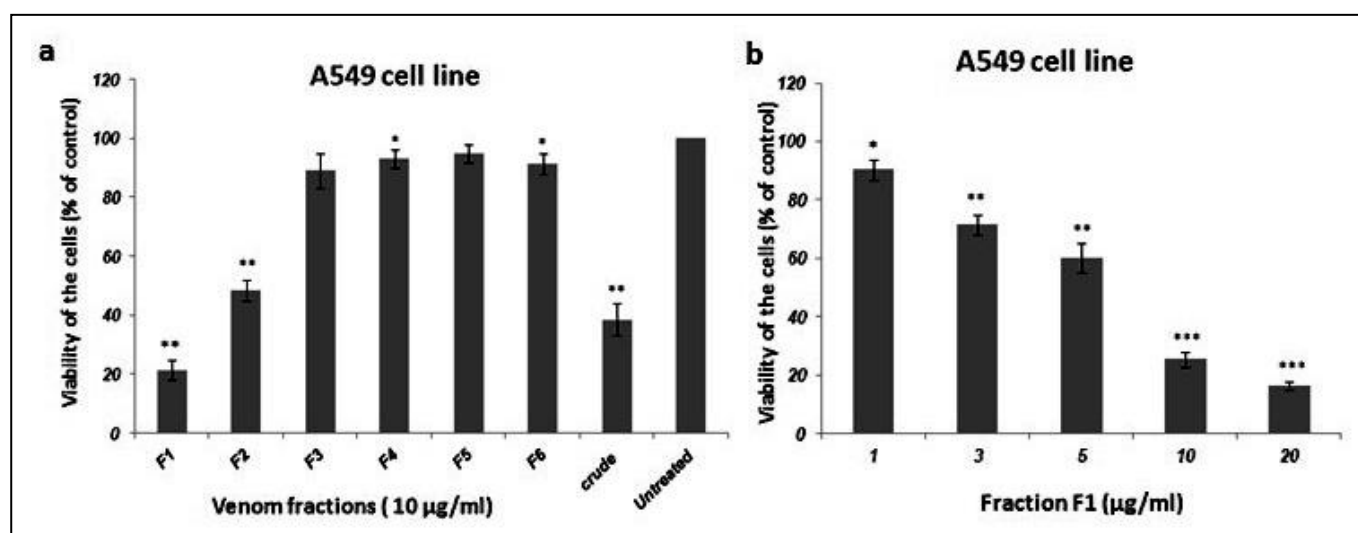 a
A549 cell line
Viability of the cells (% of control)
120
100
80
60
40
20
0
**
**
*
*
**
F1
F2
F3
F4
F5
F6
crude
Untreated
Venom fractions ( 10 µg/ml)
b
A549 cell line
Viability of the cells (% of control)
120
100
80
60
40
20
0
*
**
**
***
***
1
3
5
10
20
Fraction F1 (µg/ml)